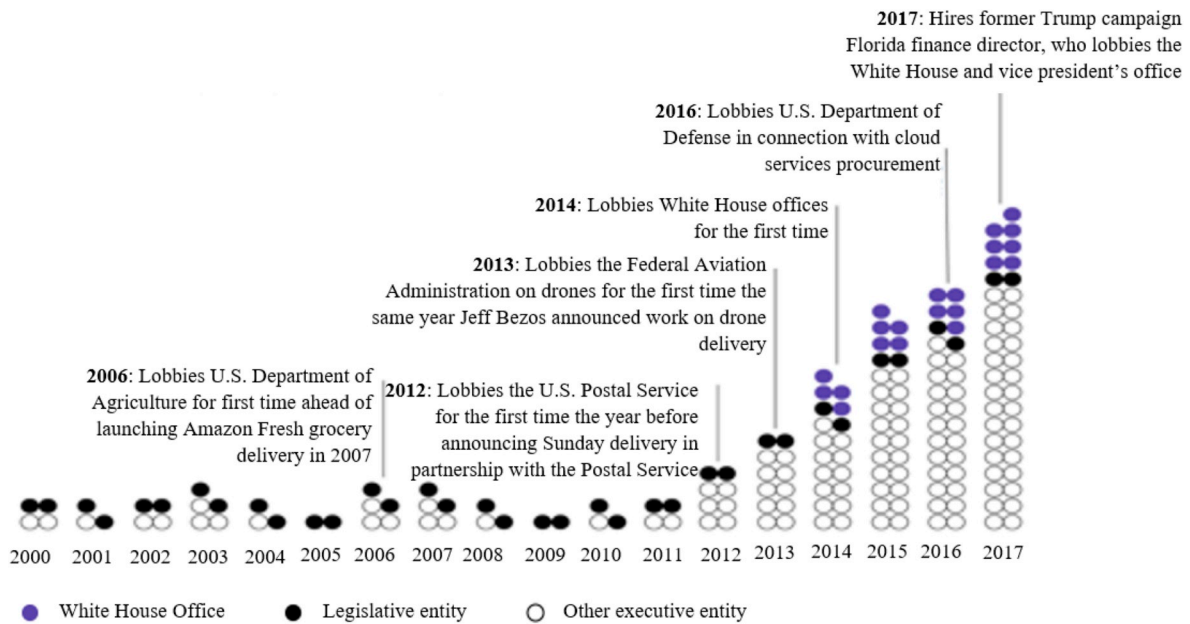 2017: Hires former Trump campaign
Florida finance director, who lobbies the
White House and vice president’s office
2016: Lobbies U.S. Department of
Defense in connection with cloud
services procurement
2014: Lobbies White House offices
for the first time
2013: Lobbies the Federal Aviation
Administration on drones for the first time the
same year Jeff Bezos announced work on drone
delivery
2006: Lobbies U.S. Department of
Agriculture for first time ahead of
launching Amazon Fresh grocery
delivery in 2007
2012: Lobbies the U.S. Postal Service
for the first time the year before
announcing Sunday delivery in
partnership with the Postal Service
2000 2001 2002 2003 2004 2005 2006 2007 2008 2009 2010 2011 2012 2013 2014 2015 2016 2017
White House Office Legislative entity Other executive entity